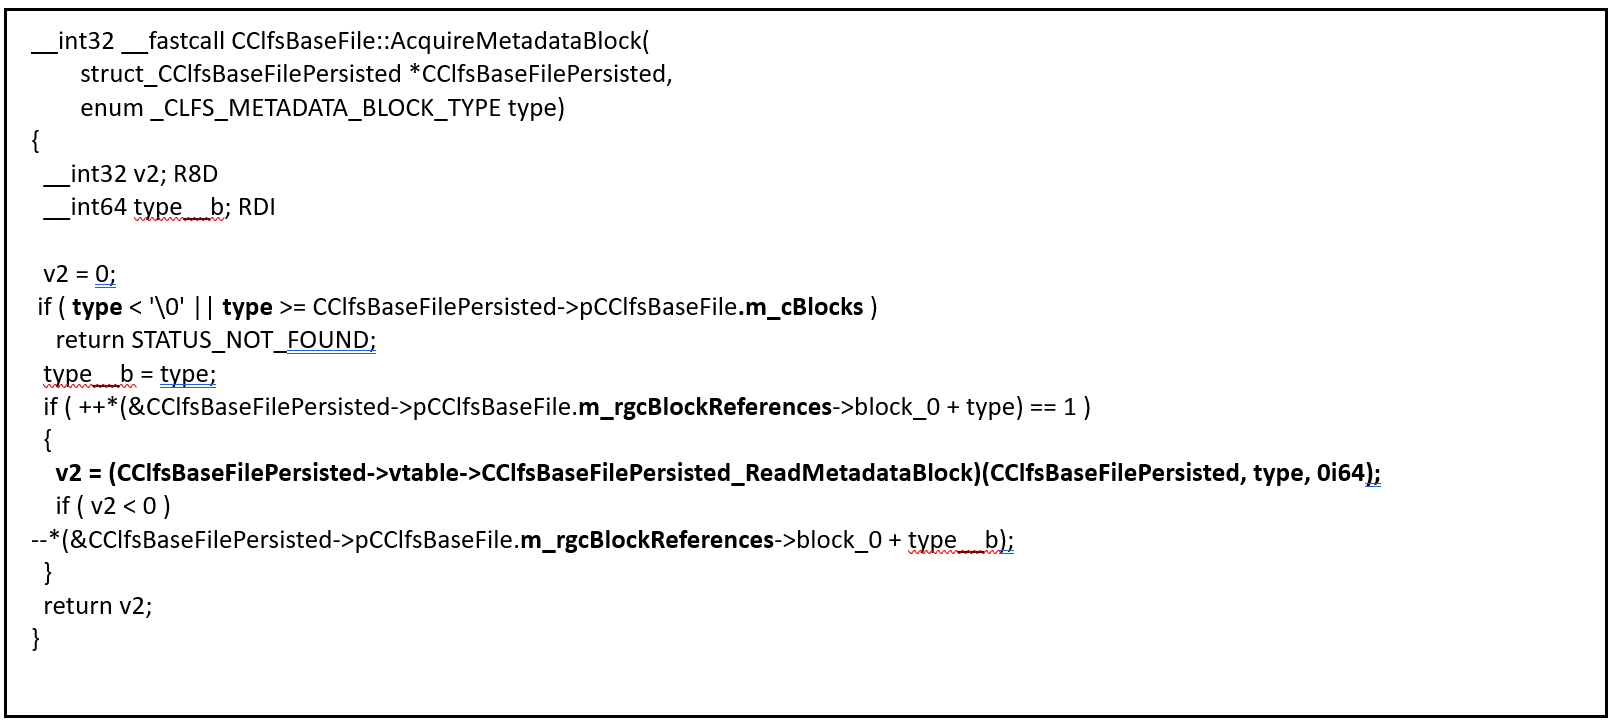 __int32 __fastcall CClfsBaseFile::AcquireMetadataBlock(
struct_CClfsBaseFilePersisted *CClfsBaseFilePersisted,
enum _CLFS_METADATA_BLOCK_TYPE type)
{
__int32 v2; R8D
__int64 type__b; RDI
v2 = 0;
if ( type < '\0' || type >= CClfsBaseFilePersisted->pCClfsBaseFile.m_cBlocks )
return STATUS_NOT_FOUND;
type__b = type;
if ( ++*(&CClfsBaseFilePersisted->pCClfsBaseFile.m_rgcBlockReferences->block_0 + type) == 1 )
{
v2 = (CClfsBaseFilePersisted->vtable->CClfsBaseFilePersisted_ReadMetadataBlock)(CClfsBaseFilePersisted, type, 0i64);
if ( v2 < 0 )
--*(&CClfsBaseFilePersisted->pCClfsBaseFile.m_rgcBlockReferences->block_0 + type__b);
}
return v2;
}